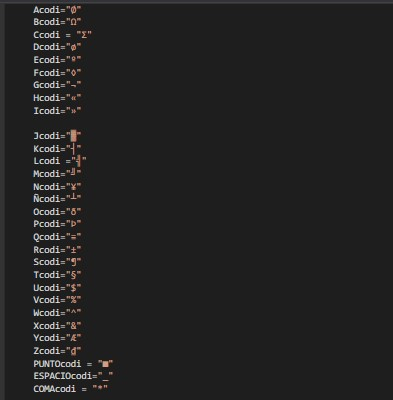 Acodi="Ø"
Bcodi="Ω"
Ccodi = "Σ"
Dcodi="ø"
Ecodi="º"
Fcodi="◊"
Gcodi="¬"
Hcodi="«"
Icodi="»"
Jcodi="▓"
Kcodi="┤"
Lcodi ="╣"
Mcodi="╝"
Ncodi="¥"
Ñcodi="┴"
Ocodi="ð"
Pcodi="Þ"
Qcodi="="
Rcodi="±"
Scodi="¶"
Tcodi="§"
Ucodi="$"
Vcodi="%"
Wcodi="^"
Xcodi="&"
Ycodi="Æ"
Zcodi="₫"
PUNTOcodi = "■"
ESPACIOcodi="_"
COMAcodi = "*"